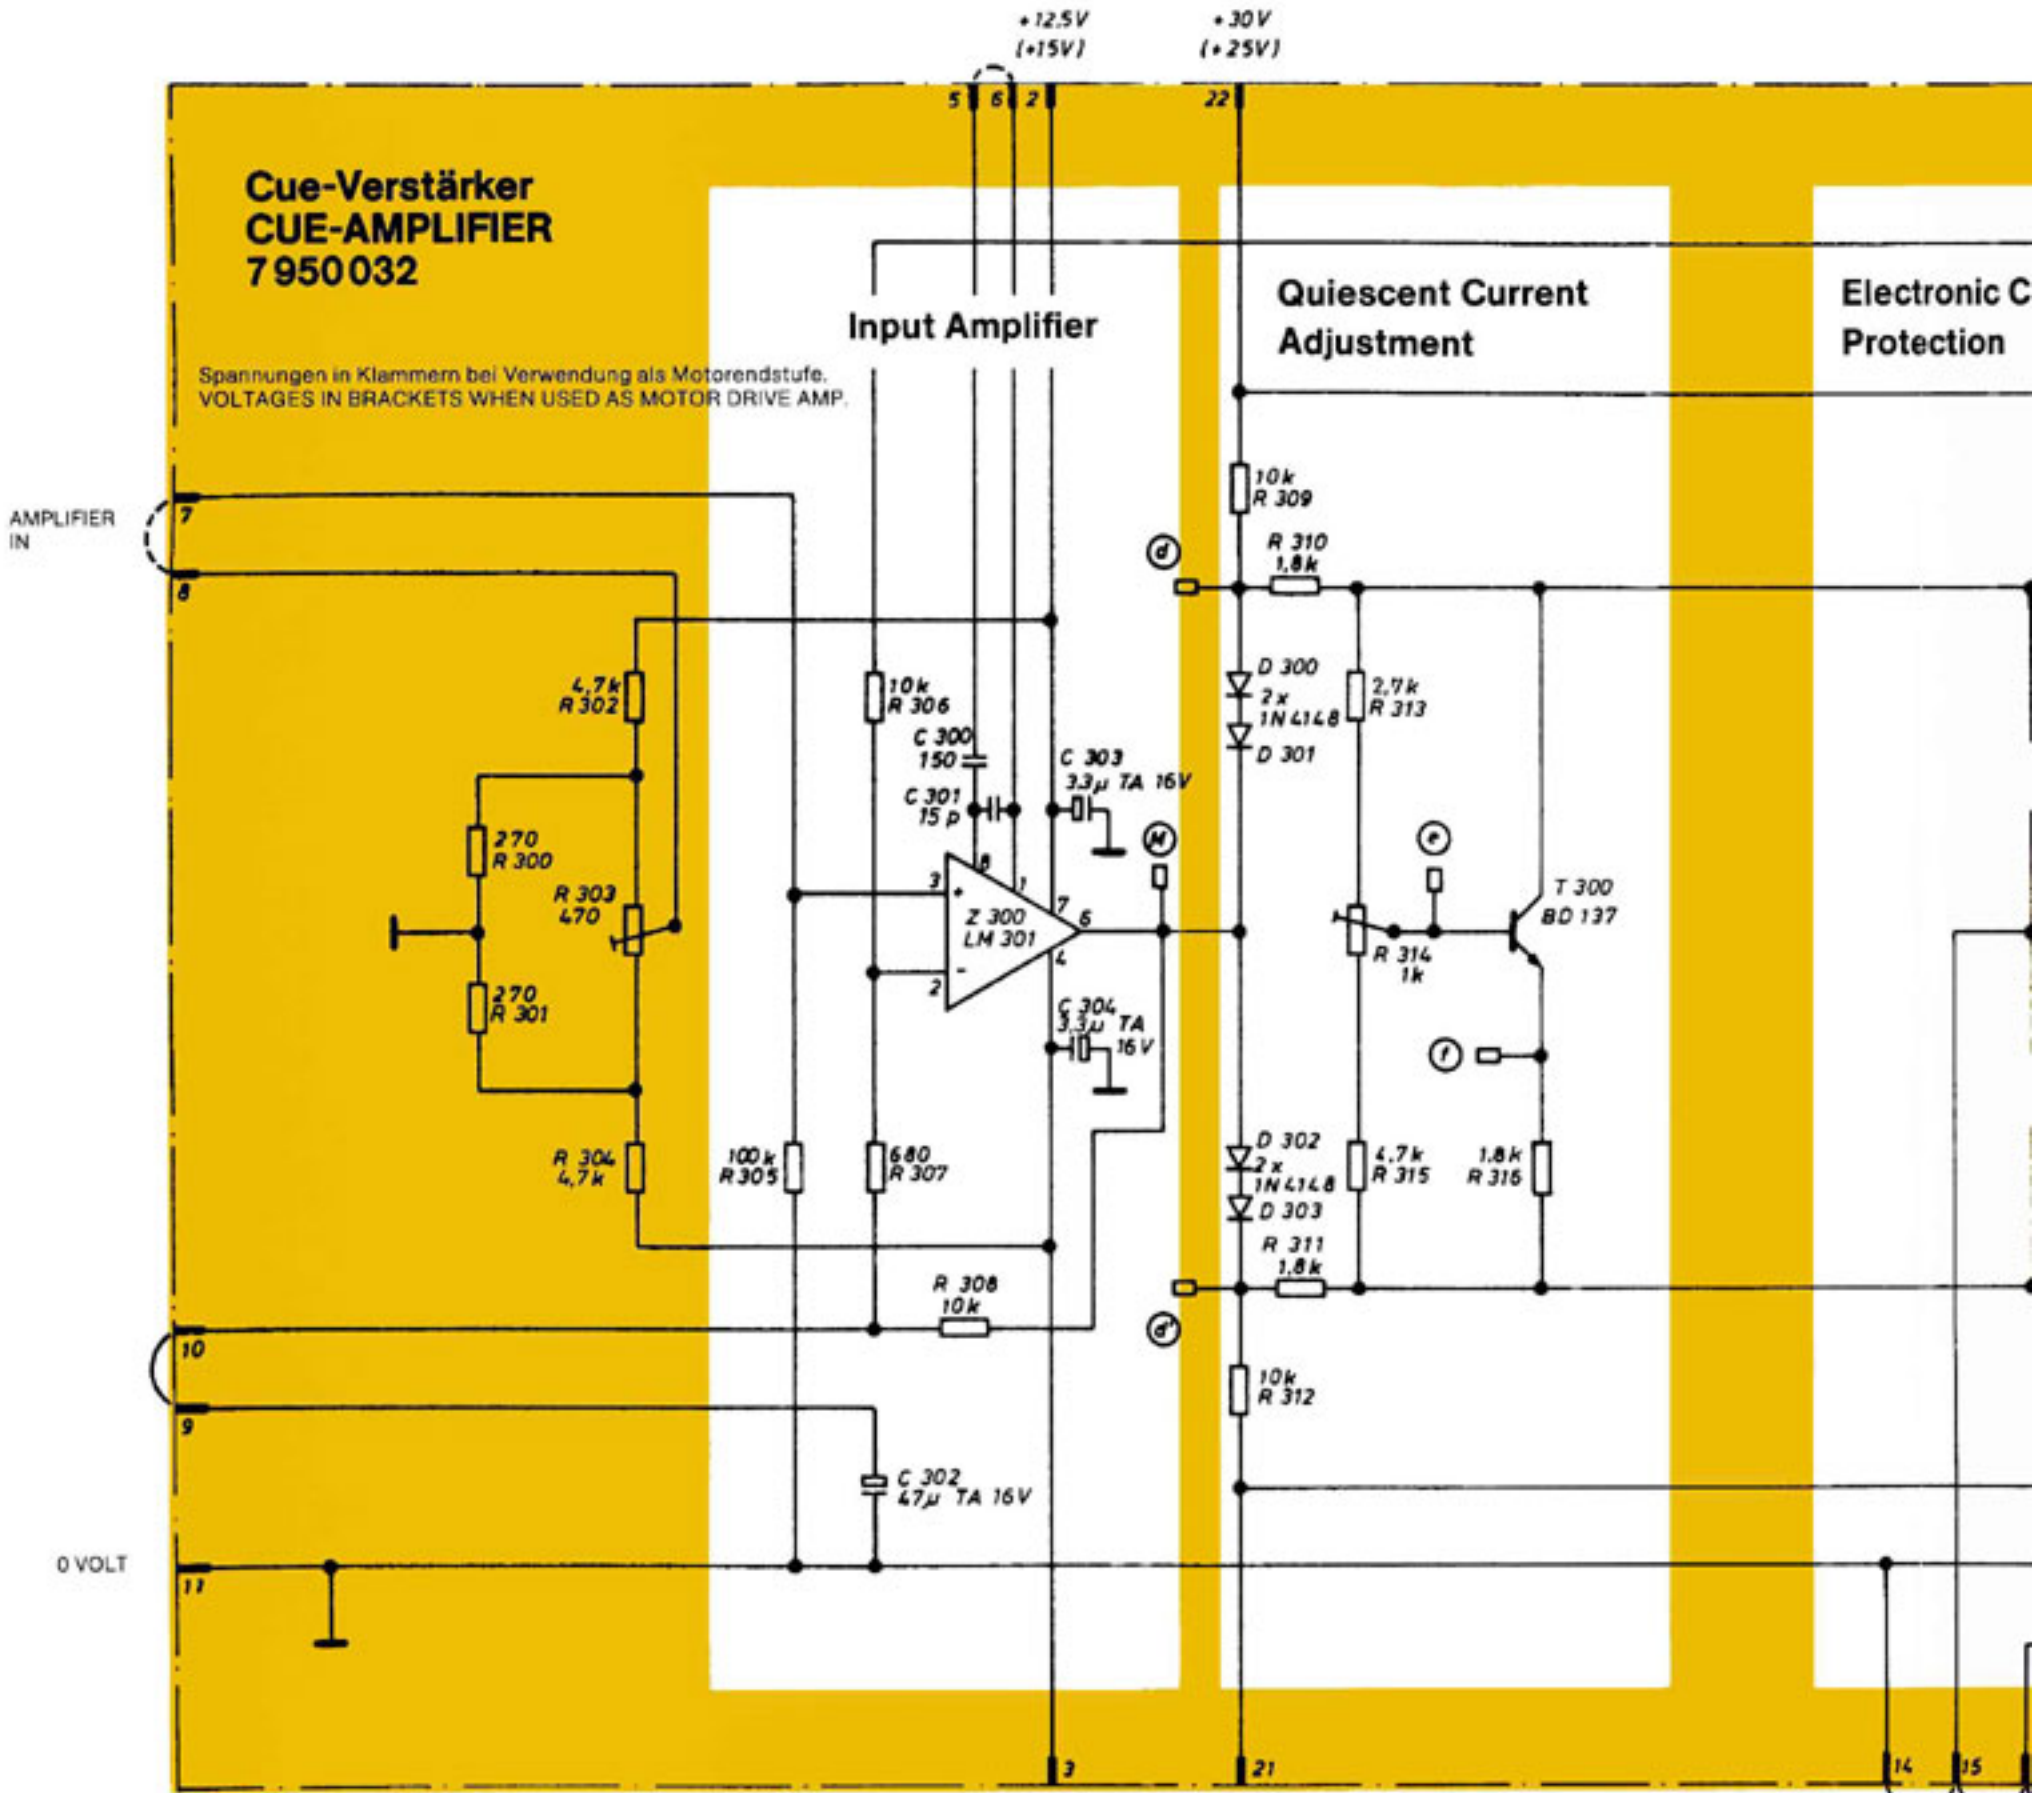 +12,5V
(+15V)
+30V
(+25V)
5
6
2
22
Cue-Verstärker
CUE-AMPLIFIER
7950032
Input Amplifier
Quiescent Current
Adjustment
Electronic C
Protection
Spannungen in Klammern bei Verwendung als Motorendstufe.
VOLTAGES IN BRACKETS WHEN USED AS MOTOR DRIVE AMP.
AMPLIFIER
IN
7
8
10k
R 309
d
R 310
1,8k
4,7k
R 302
10k
R 306
C 300
150
C 301
15 p
C 303
3.3µ TA 16V
D 300
2x
1N4148
D 301
2,7k
R 313
270
R 300
R 303
470
270
R 301
8
1
3
+
7
Z 300
LM 301
6
4
-
2
M
e
T 300
BD 137
R 314
1k
C 304
3,3µ TA
16V
f
R 304
4,7k
100k
R305
680
R 307
D 302
2x
1N4148
D 303
4,7k
R 315
1,8k
R 316
R 308
10k
R 311
1,8k
d'
10
9
10k
R 312
C 302
47µ TA 16V
0 VOLT
11
3
21
14
15